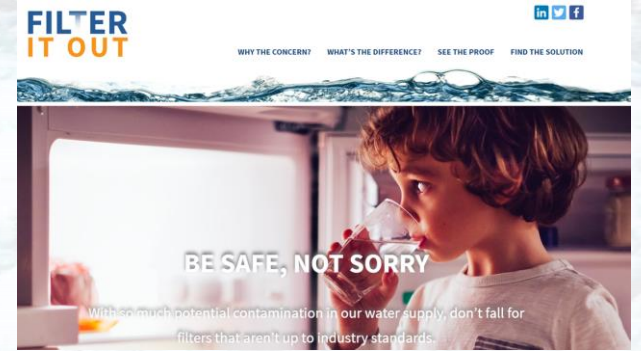 FILTER
IT OUT
WHY THE CONCERN? WHAT'S THE DIFFERENCE? SEE THE PROOF FIND THE SOLUTION
BE SAFE, NOT SORRY
With so much potential contamination in our water supply, don't fall for
filters that aren't up to industry standards.